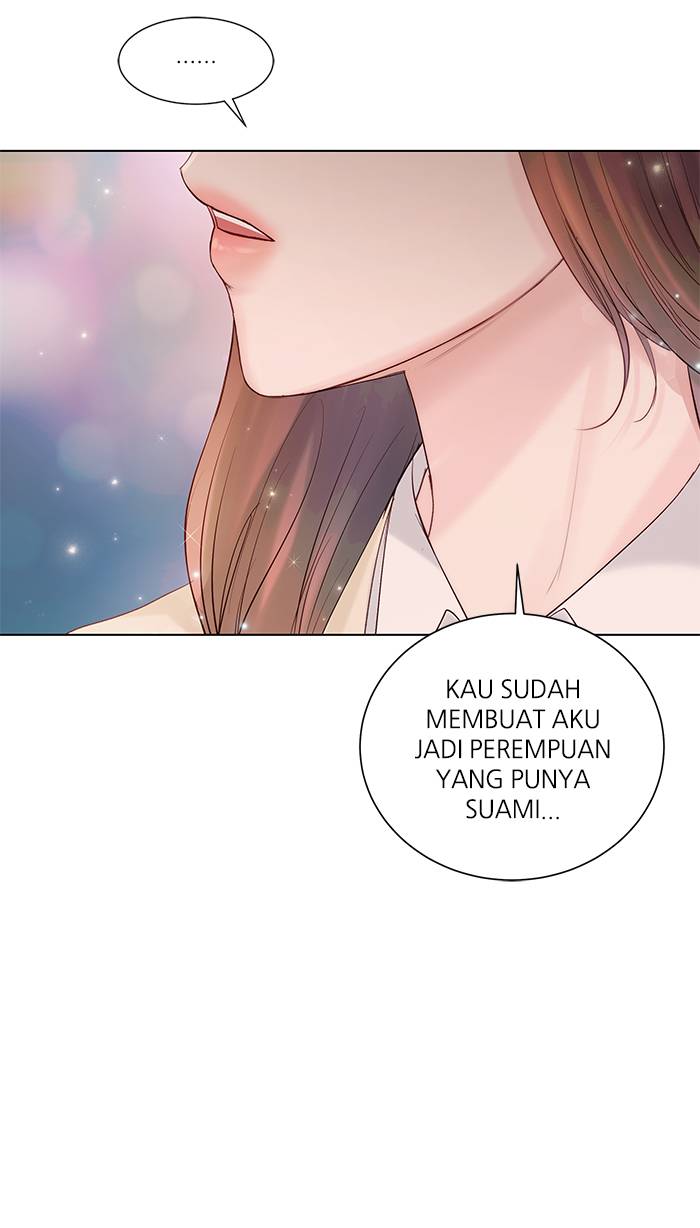 ......
KAU SUDAH
MEMBUAT AKU
JADI PEREMPUAN
YANG PUNYA
SUAMI...